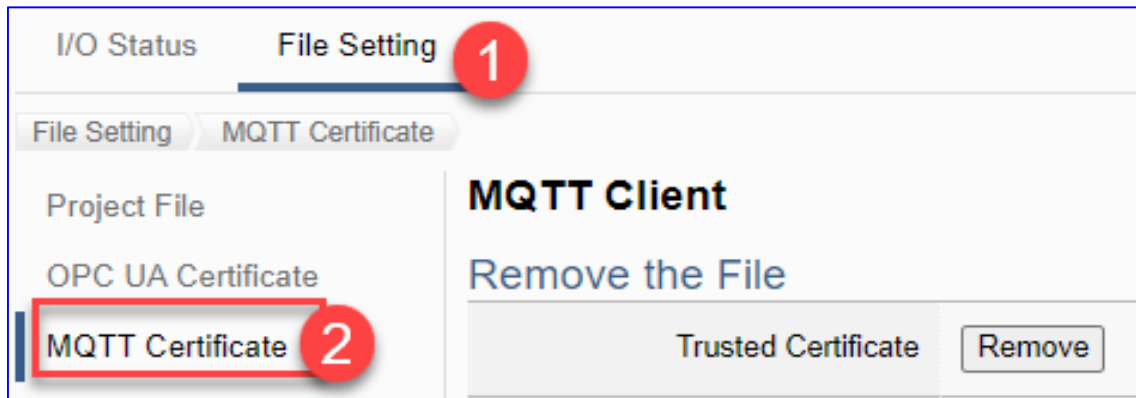 I/O Status File Setting 1
File Setting MQTT Certificate
Project File
OPC UA Certificate
MQTT Certificate 2
MQTT Client
Remove the File
Trusted Certificate Remove